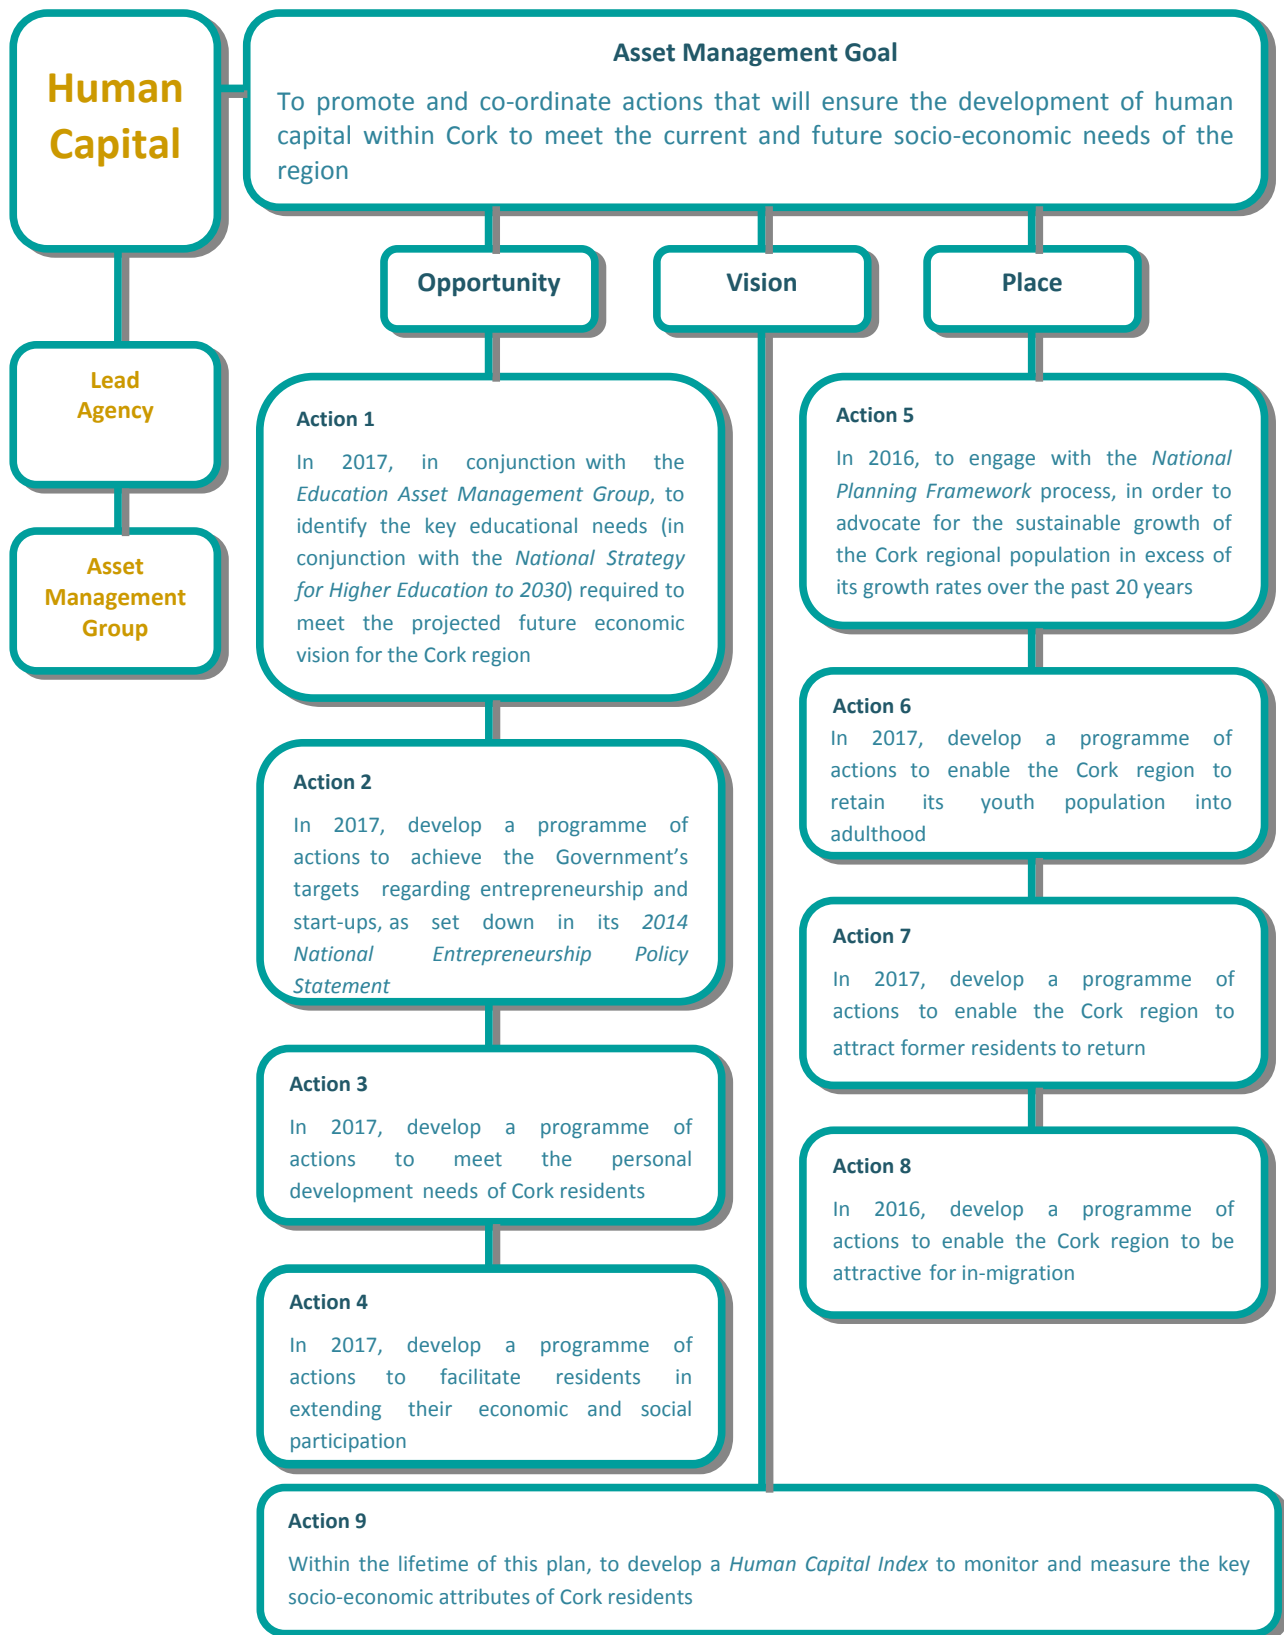 Human
Capital
Asset Management Goal
To promote and co-ordinate actions that will ensure the development of human
capital within Cork to meet the current and future socio-economic needs of the
region
Opportunity
Vision
Place
Lead
Agency
Asset
Management
Group
Action 1
In 2017, in conjunction with the
Education Asset Management Group, to
identify the key educational needs (in
conjunction with the National Strategy
for Higher Education to 2030) required to
meet the projected future economic
vision for the Cork region
Action 2
In 2017, develop a programme of
actions to achieve the Government’s
targets regarding entrepreneurship and
start-ups, as set down in its 2014
National Entrepreneurship Policy
Statement
Action 3
In 2017, develop a programme of
actions to meet the personal
development needs of Cork residents
Action 4
In 2017, develop a programme of
actions to facilitate residents in
extending their economic and social
participation
Action 5
In 2016, to engage with the National
Planning Framework process, in order to
advocate for the sustainable growth of
the Cork regional population in excess of
its growth rates over the past 20 years
Action 6
In 2017, develop a programme of
actions to enable the Cork region to
retain its youth population into
adulthood
Action 7
In 2017, develop a programme of
actions to enable the Cork region to
attract former residents to return
Action 8
In 2016, develop a programme of
actions to enable the Cork region to be
attractive for in-migration
Action 9
Within the lifetime of this plan, to develop a Human Capital Index to monitor and measure the key
socio-economic attributes of Cork residents